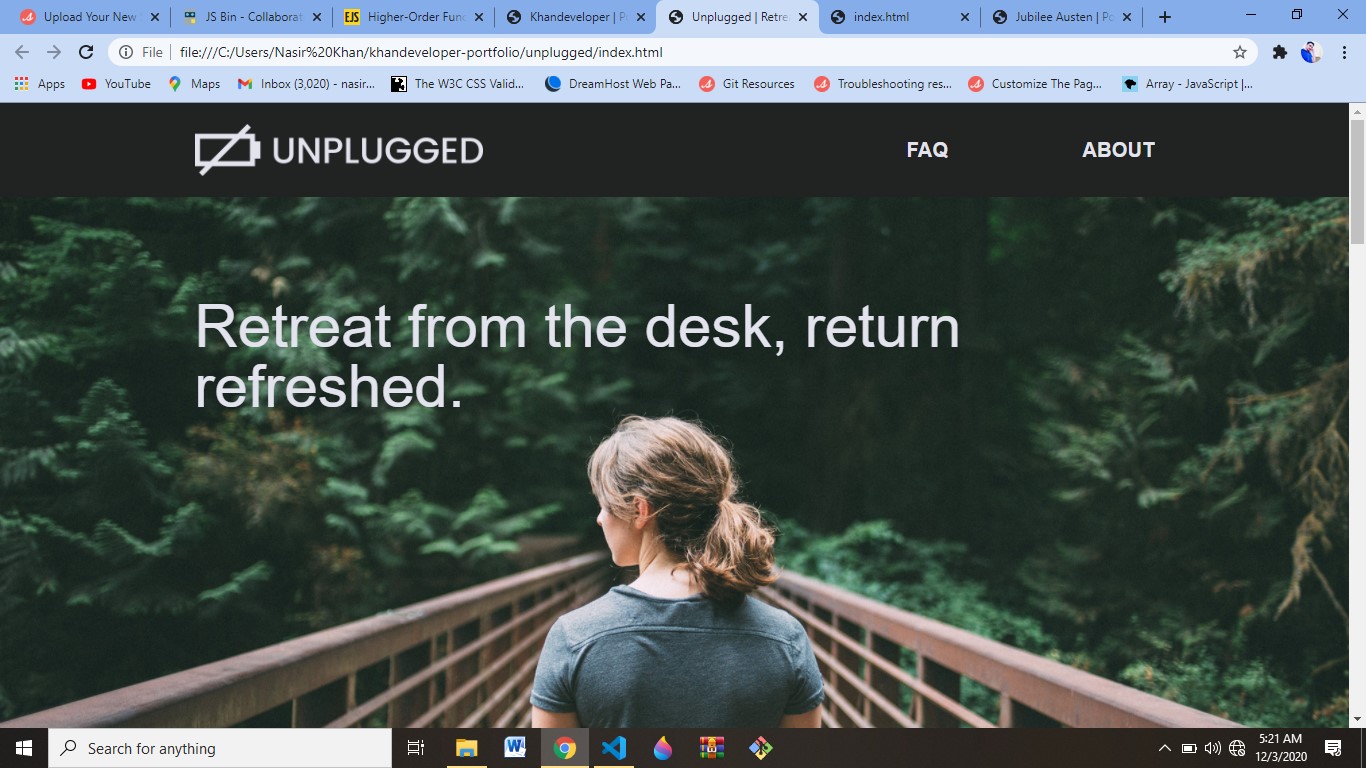 Upload Your New
JS Bin - Collaborat
EJS
Higher-Order Fun
Khandeveloper | P
Unplugged | Retre
index.html
Jubilee Austen | Po
File
file:///C:/Users/Nasir%20Khan/khandeveloper-portfolio/unplugged/index.html
Apps
YouTube
Maps
Inbox (3,020) - nasir...
The W3C CSS Valid...
DreamHost Web Pa...
Git Resources
Troubleshooting res...
Customize The Pag...
Array - JavaScript |...
UNPLUGGED
FAQ
ABOUT
Retreat from the desk, return
refreshed.
Search for anything
5:21 AM
12/3/2020